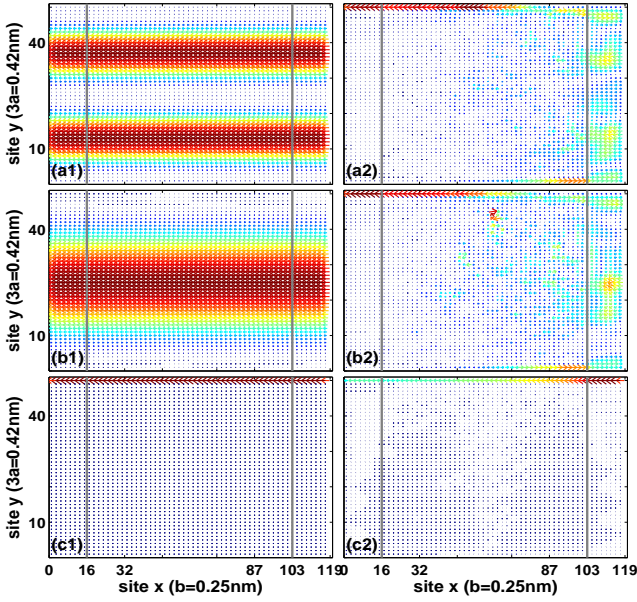 site y (3a=0.42nm)
40
10
(a1)
(a2)
site y (3a=0.42nm)
40
10
(b1)
(b2)
site y (3a=0.42nm)
40
10
(c1)
(c2)
0 16 32 87 103 119
0 16 32 87 103 119
site x (b=0.25nm)
site x (b=0.25nm)